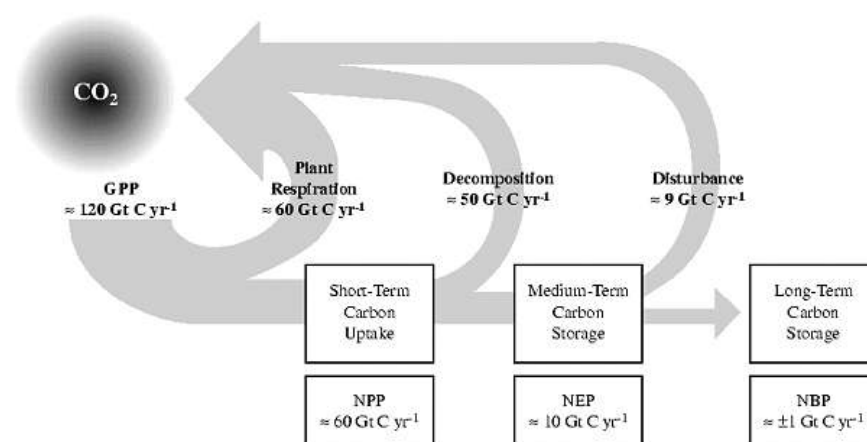 CO₂
GPP
≈ 120 Gt C yr⁻¹
Plant
Respiration
≈ 60 Gt C yr⁻¹
Decomposition
≈ 50 Gt C yr⁻¹
Disturbance
≈ 9 Gt C yr⁻¹
Short-Term
Carbon
Uptake
Medium-Term
Carbon
Storage
Long-Term
Carbon
Storage
NPP
≈ 60 Gt C yr⁻¹
NEP
≈ 10 Gt C yr⁻¹
NBP
≈ ±1 Gt C yr⁻¹